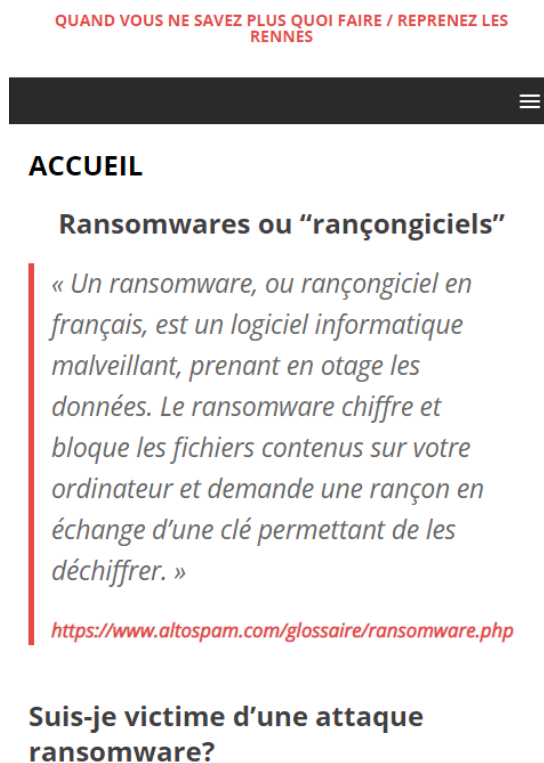 QUAND VOUS NE SAVEZ PLUS QUOI FAIRE / REPRENEZ LES
RENNES
ACCUEIL
Ransomwares ou “rançongiciels”
« Un ransomware, ou rançongiciel en
français, est un logiciel informatique
malveillant, prenant en otage les
données. Le ransomware chiffre et
bloque les fichiers contenus sur votre
ordinateur et demande une rançon en
échange d’une clé permettant de les
déchiffrer. »
https://www.altospam.com/glossaire/ransomware.php
Suis-je victime d’une attaque
ransomware?